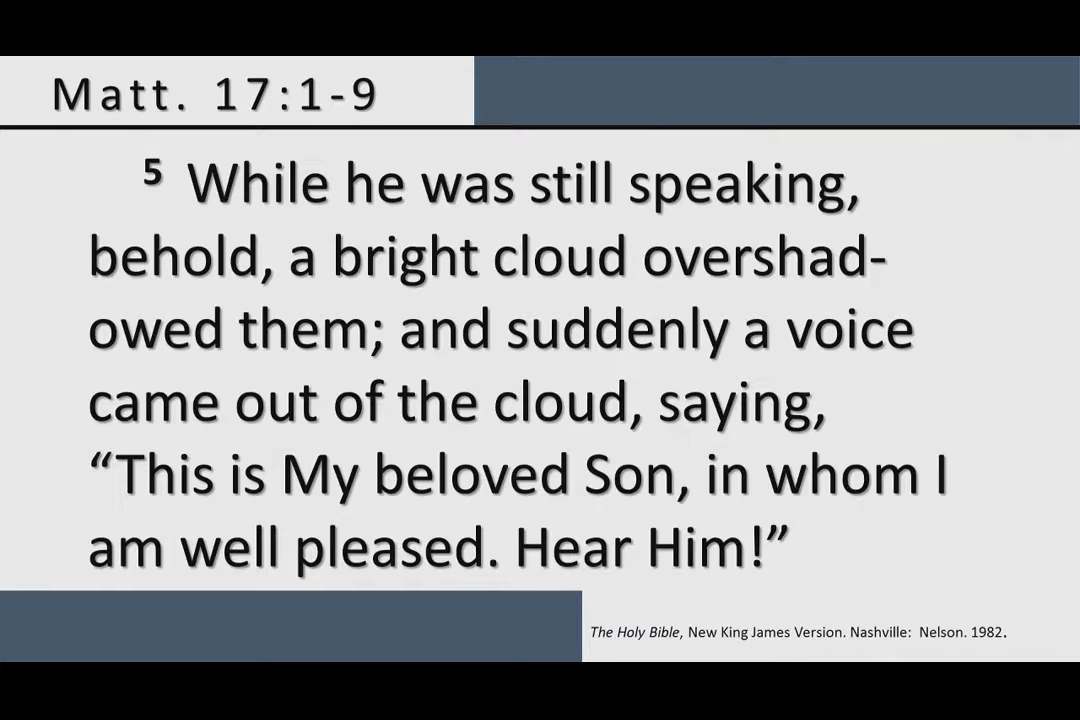 Matt. 17:1-9
5 While he was still speaking,
behold, a bright cloud overshad-
owed them; and suddenly a voice
came out of the cloud, saying,
“This is My beloved Son, in whom I
am well pleased. Hear Him!”
The Holy Bible, New King James Version. Nashville: Nelson. 1982.